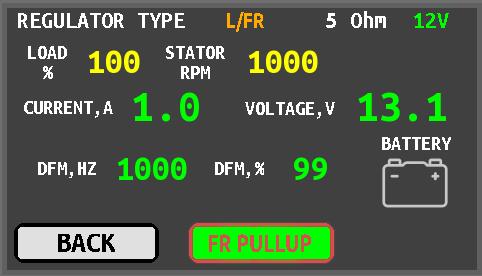 REGULATOR TYPE L/FR 5 Ohm 12V
LOAD % 100 STATOR RPM 1000
CURRENT,A 1.0 VOLTAGE,V 13.1
BATTERY
DFM,HZ 1000 DFM,% 99
- +
BACK FR PULLUP